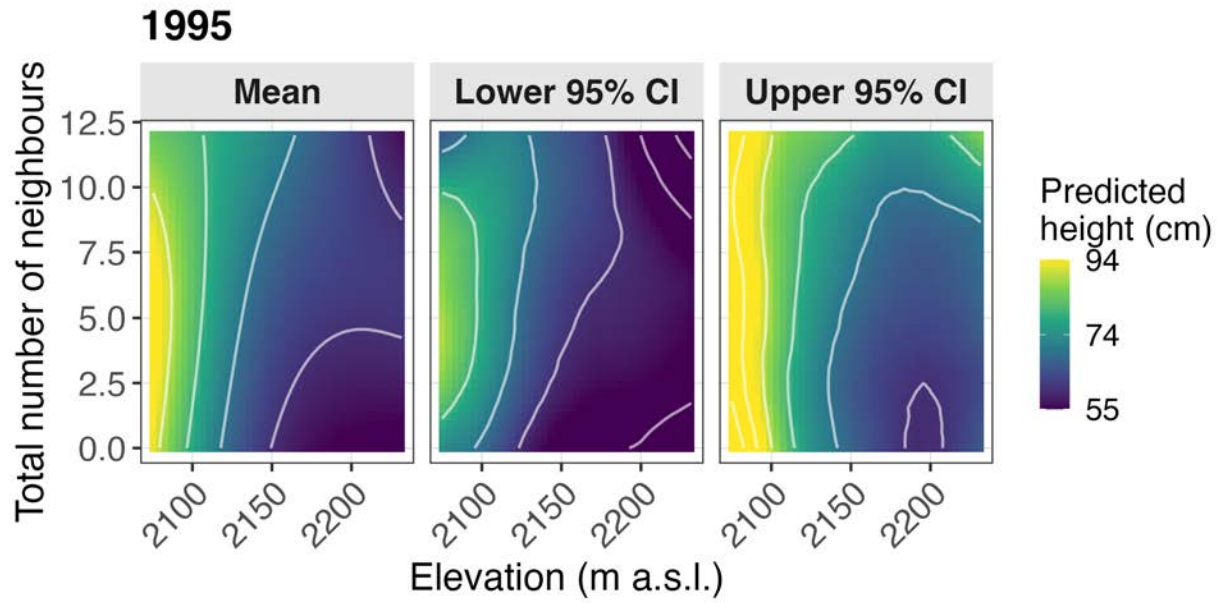 1995
Mean
Lower 95% CI
Upper 95% CI
Total number of neighbours
12.5
10.0
7.5
5.0
2.5
0.0
2100
2150
2200
2100
2150
2200
2100
2150
2200
Elevation (m a.s.l.)
Predicted
height (cm)
94
74
55